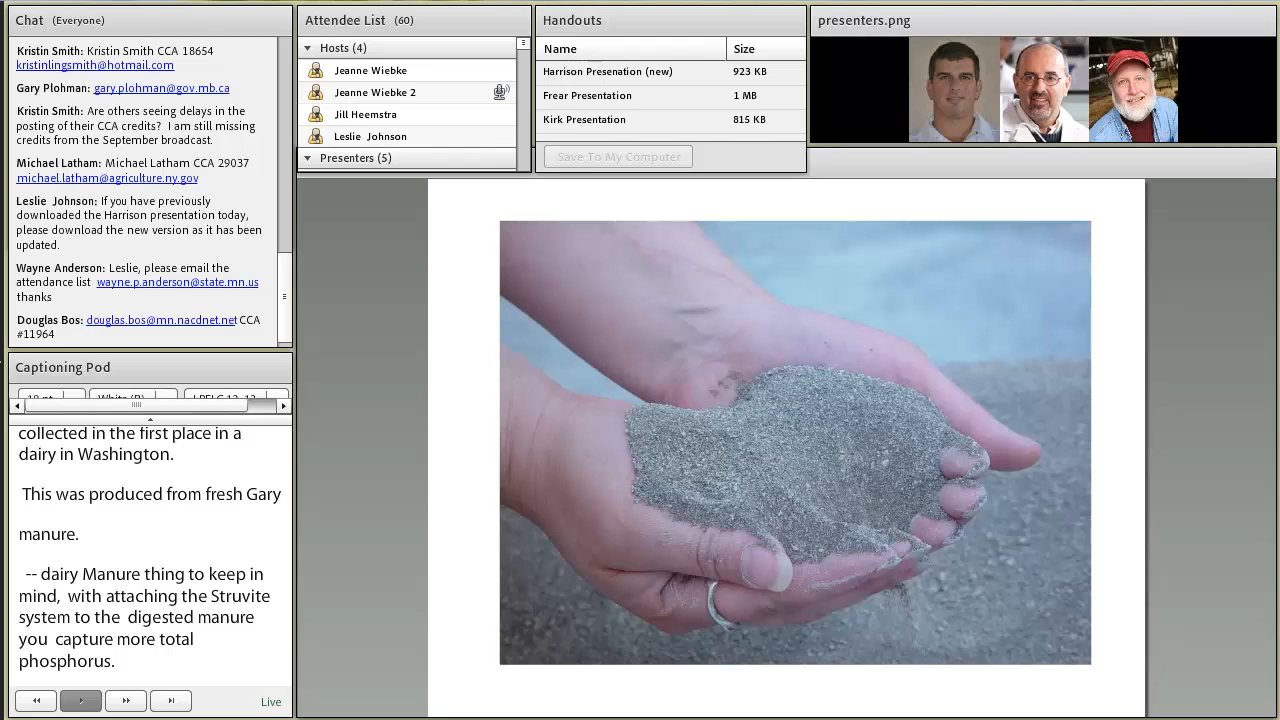 Chat (Everyone)
Kristin Smith: Kristin Smith CCA 18654
kristinlingsmith@hotmail.com
Gary Plohman: gary.plohman@gov.mb.ca
Kristin Smith: Are others seeing delays in the
posting of their CCA credits? I am still missing
credits from the September broadcast.
Michael Latham: Michael Latham CCA 29037
michael.latham@agriculture.ny.gov
Leslie Johnson: If you have previously
downloaded the Harrison presentation today,
please download the new version as it has been
updated.
Wayne Anderson: Leslie, please email the
attendance list wayne.p.anderson@state.mn.us
thanks
Douglas Bos: douglas.bos@mn.nacdnet.net CCA
#11964
Captioning Pod
collected in the first place in a
dairy in Washington.
This was produced from fresh Gary
manure.
-- dairy Manure thing to keep in
mind, with attaching the Struvite
system to the digested manure
you capture more total
phosphorus.
Live
Attendee List (60)
Hosts (4)
Jeanne Wiebke
Jeanne Wiebke 2
Jill Heemstra
Leslie Johnson
Presenters (5)
Handouts
Name Size
Harrison Presenation (new) 923 KB
Frear Presentation 1 MB
Kirk Presentation 815 KB
Save To My Computer
presenters.png